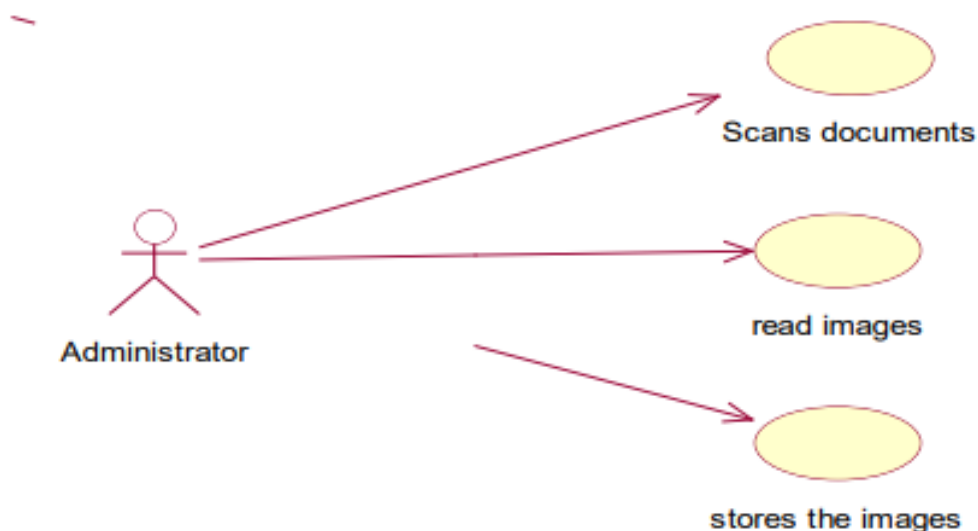 Scans documents
read images
Administrator
stores the images